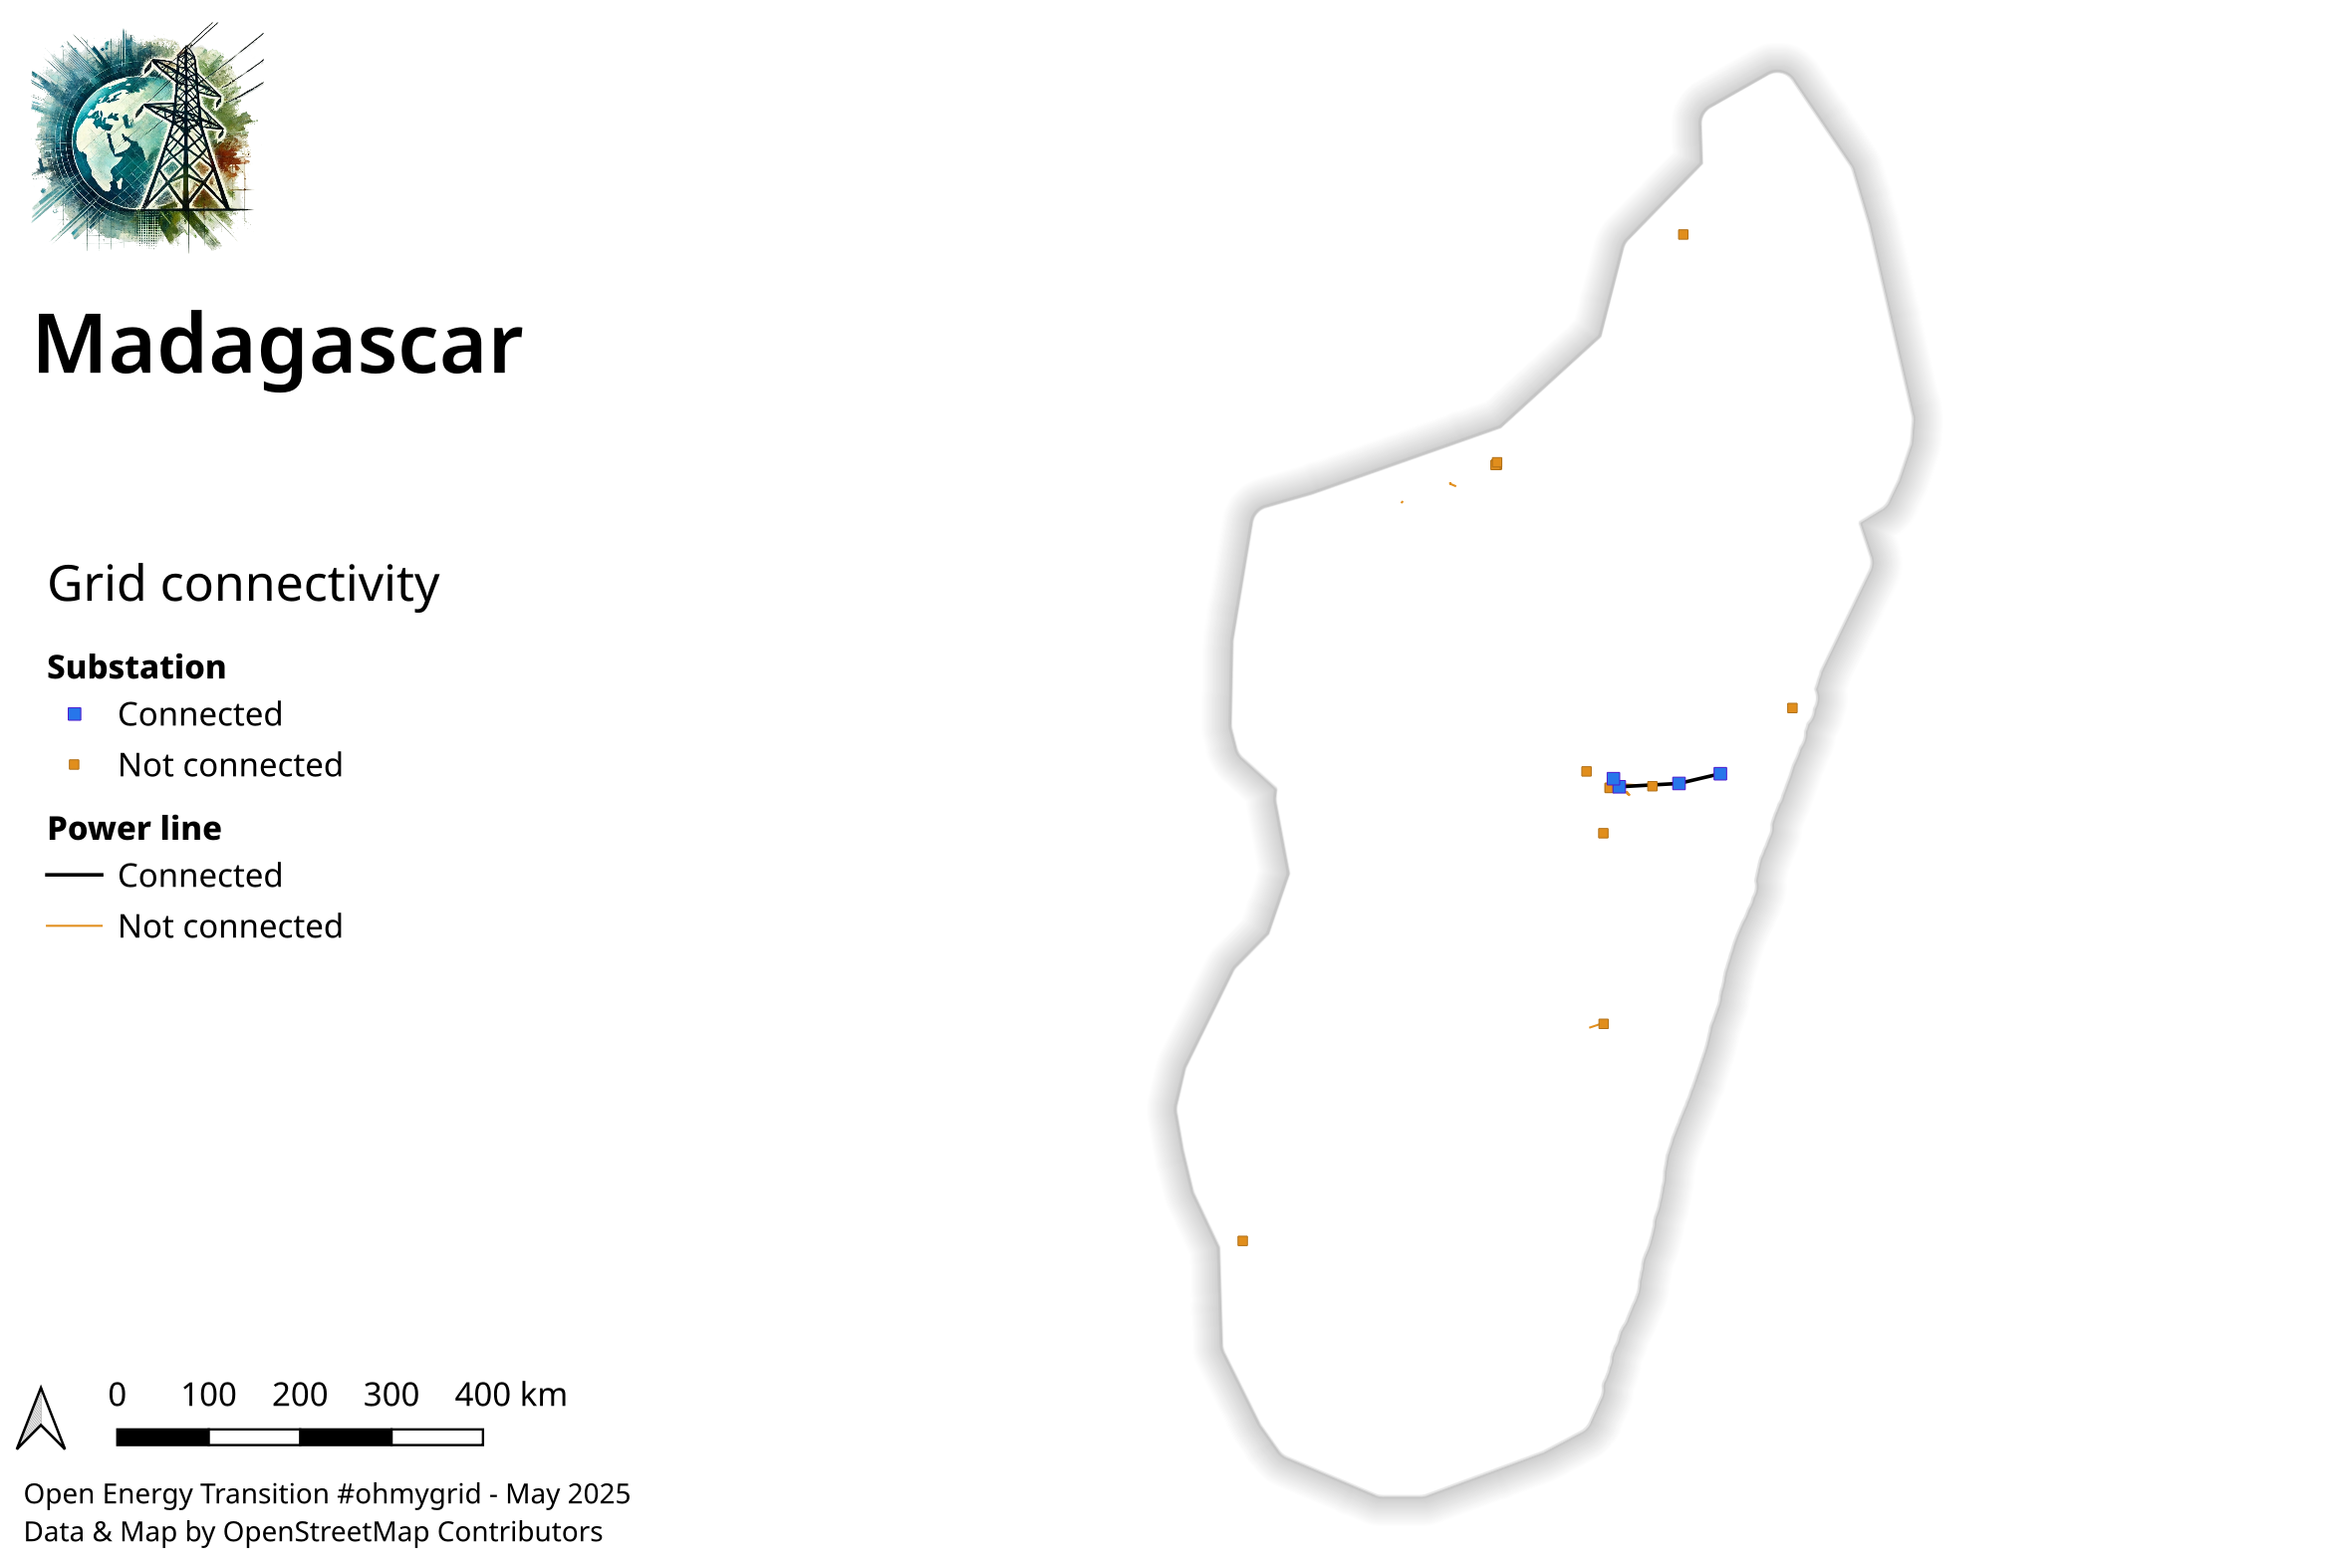 Madagascar
Grid connectivity
Substation
Connected
Not connected
Power line
Connected
Not connected
0 100 200 300 400 km
Open Energy Transition #ohmygrid - May 2025
Data & Map by OpenStreetMap Contributors